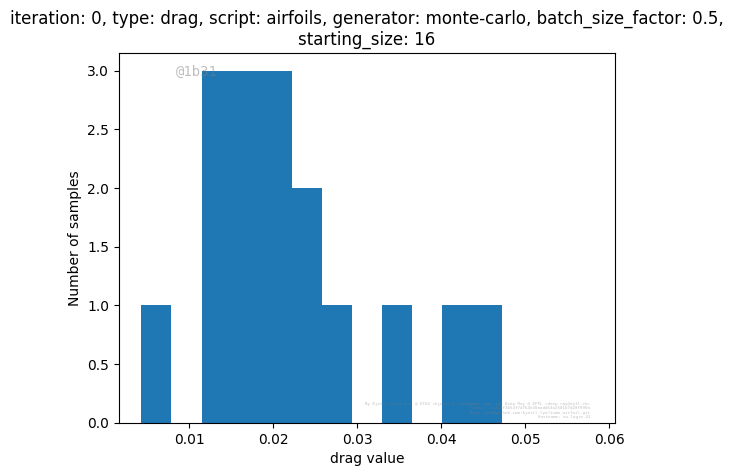 iteration: 0, type: drag, script: airfoils, generator: monte-carlo, batch_size_factor: 0.5,
starting_size: 16
@1b31
3.0
2.5
2.0
1.5
1.0
0.5
0.0
Number of samples
0.01 0.02 0.03 0.04 0.05 0.06
drag value